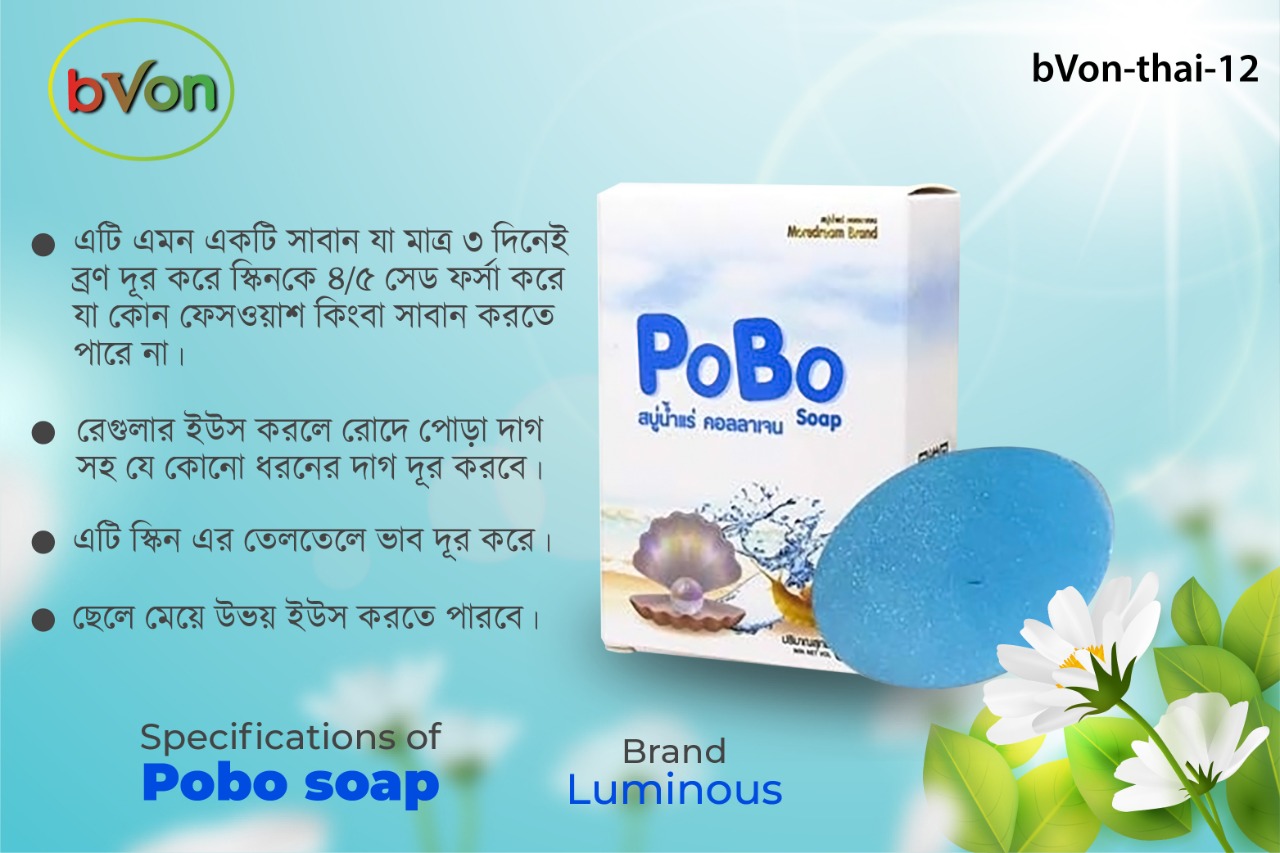 bVon
bVon-thai-12
● এটি এমন একটি সাবান যা মাত্র ৩ দিনেই
ব্রণ দূর করে স্কিনকে ৪/৫ সেড ফর্সা করে
যা কোন ফেসওয়াশ কিংবা সাবান করতে
পারে না।
● রেগুলার ইউস করলে রোদে পোড়া দাগ
সহ যে কোনো ধরনের দাগ দূর করবে।
● এটি স্কিন এর তেলতেলে ভাব দূর করে।
● ছেলে মেয়ে উভয় ইউস করতে পারবে।
Moredream Brand
PoBo
สบู่น้ำแร่ คอลลาเจน Soap
Specifications of
Pobo soap
Brand
Luminous